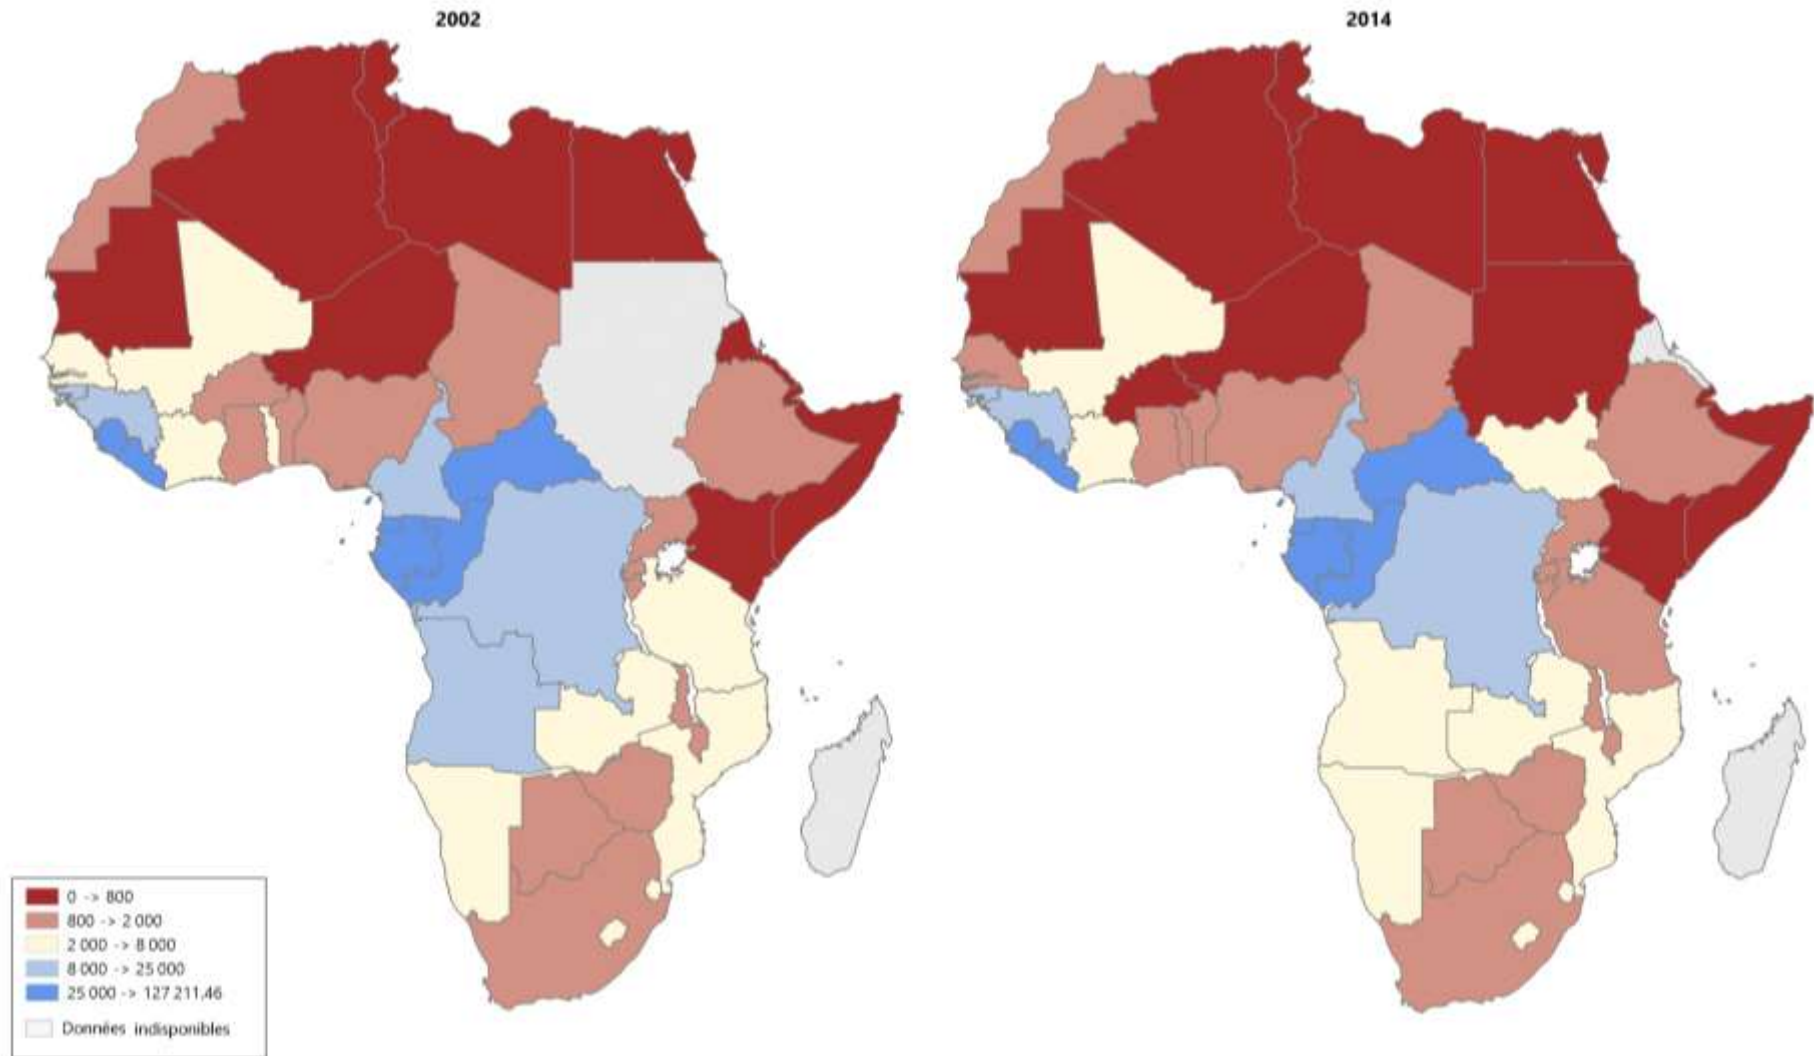 2002
2014
0 -> 800
800 -> 2 000
2 000 -> 8 000
8 000 -> 25 000
25 000 -> 127 211,46
Données indisponibles